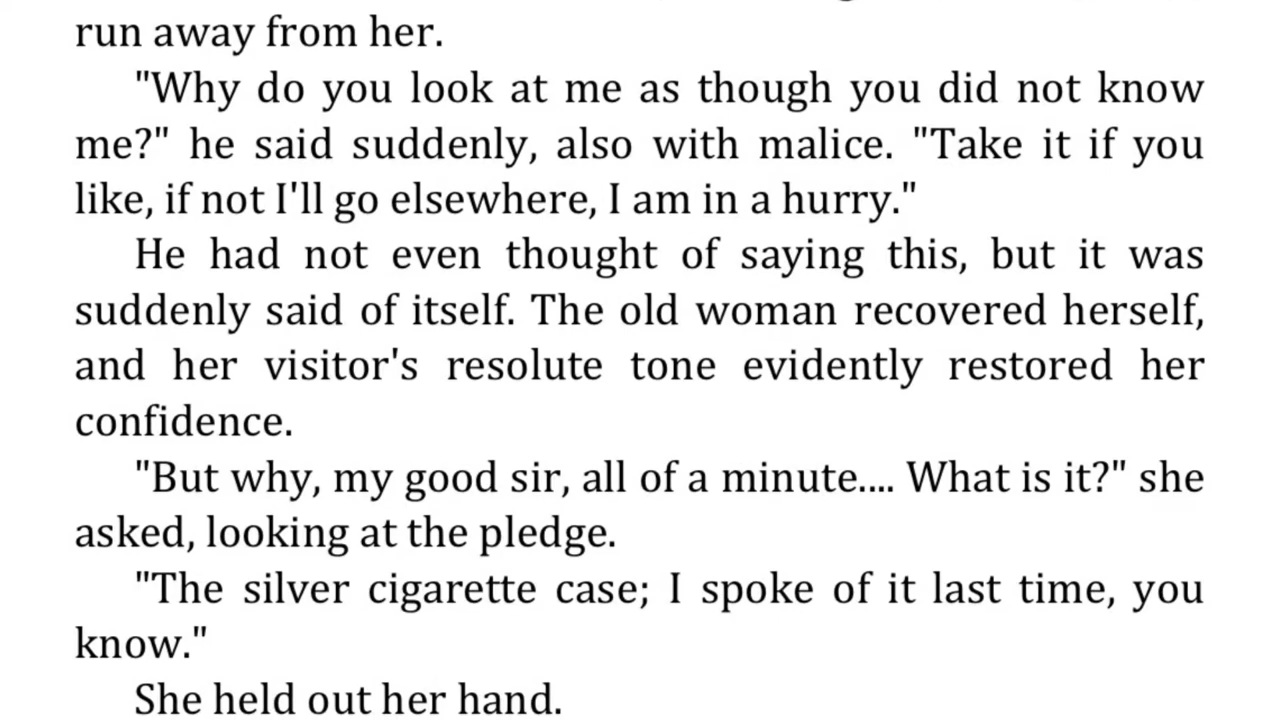 run away from her.
"Why do you look at me as though you did not know
me?" he said suddenly, also with malice. "Take it if you
like, if not I'll go elsewhere, I am in a hurry."
He had not even thought of saying this, but it was
suddenly said of itself. The old woman recovered herself,
and her visitor's resolute tone evidently restored her
confidence.
"But why, my good sir, all of a minute.... What is it?" she
asked, looking at the pledge.
"The silver cigarette case; I spoke of it last time, you
know."
She held out her hand.